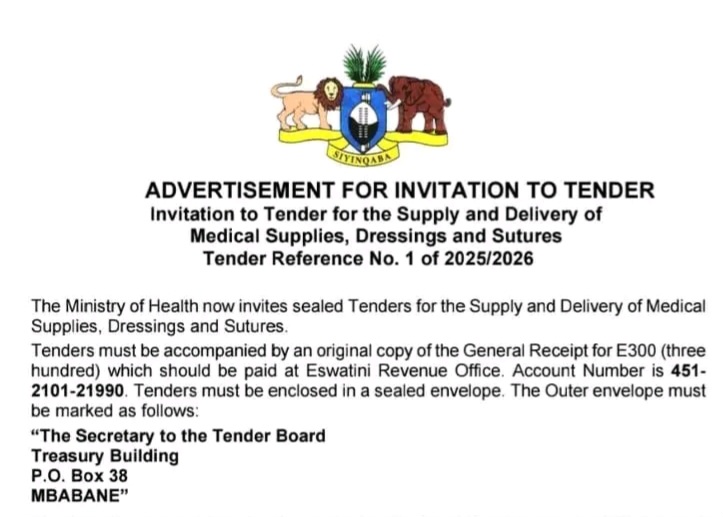 SIYINQABA
ADVERTISEMENT FOR INVITATION TO TENDER
Invitation to Tender for the Supply and Delivery of
Medical Supplies, Dressings and Sutures
Tender Reference No. 1 of 2025/2026
The Ministry of Health now invites sealed Tenders for the Supply and Delivery of Medical
Supplies, Dressings and Sutures.
Tenders must be accompanied by an original copy of the General Receipt for E300 (three
hundred) which should be paid at Eswatini Revenue Office. Account Number is 451-
2101-21990. Tenders must be enclosed in a sealed envelope. The Outer envelope must
be marked as follows:
“The Secretary to the Tender Board
Treasury Building
P.O. Box 38
MBABANE”